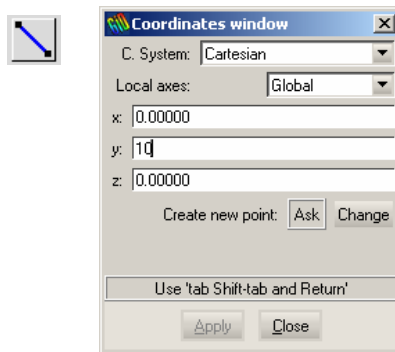 Coordinates window
C. System: Cartesian
Local axes: Global
x: 0.00000
y: 10
z: 0.00000
Create new point: Ask Change
Use 'tab Shift-tab and Return'
Apply Close